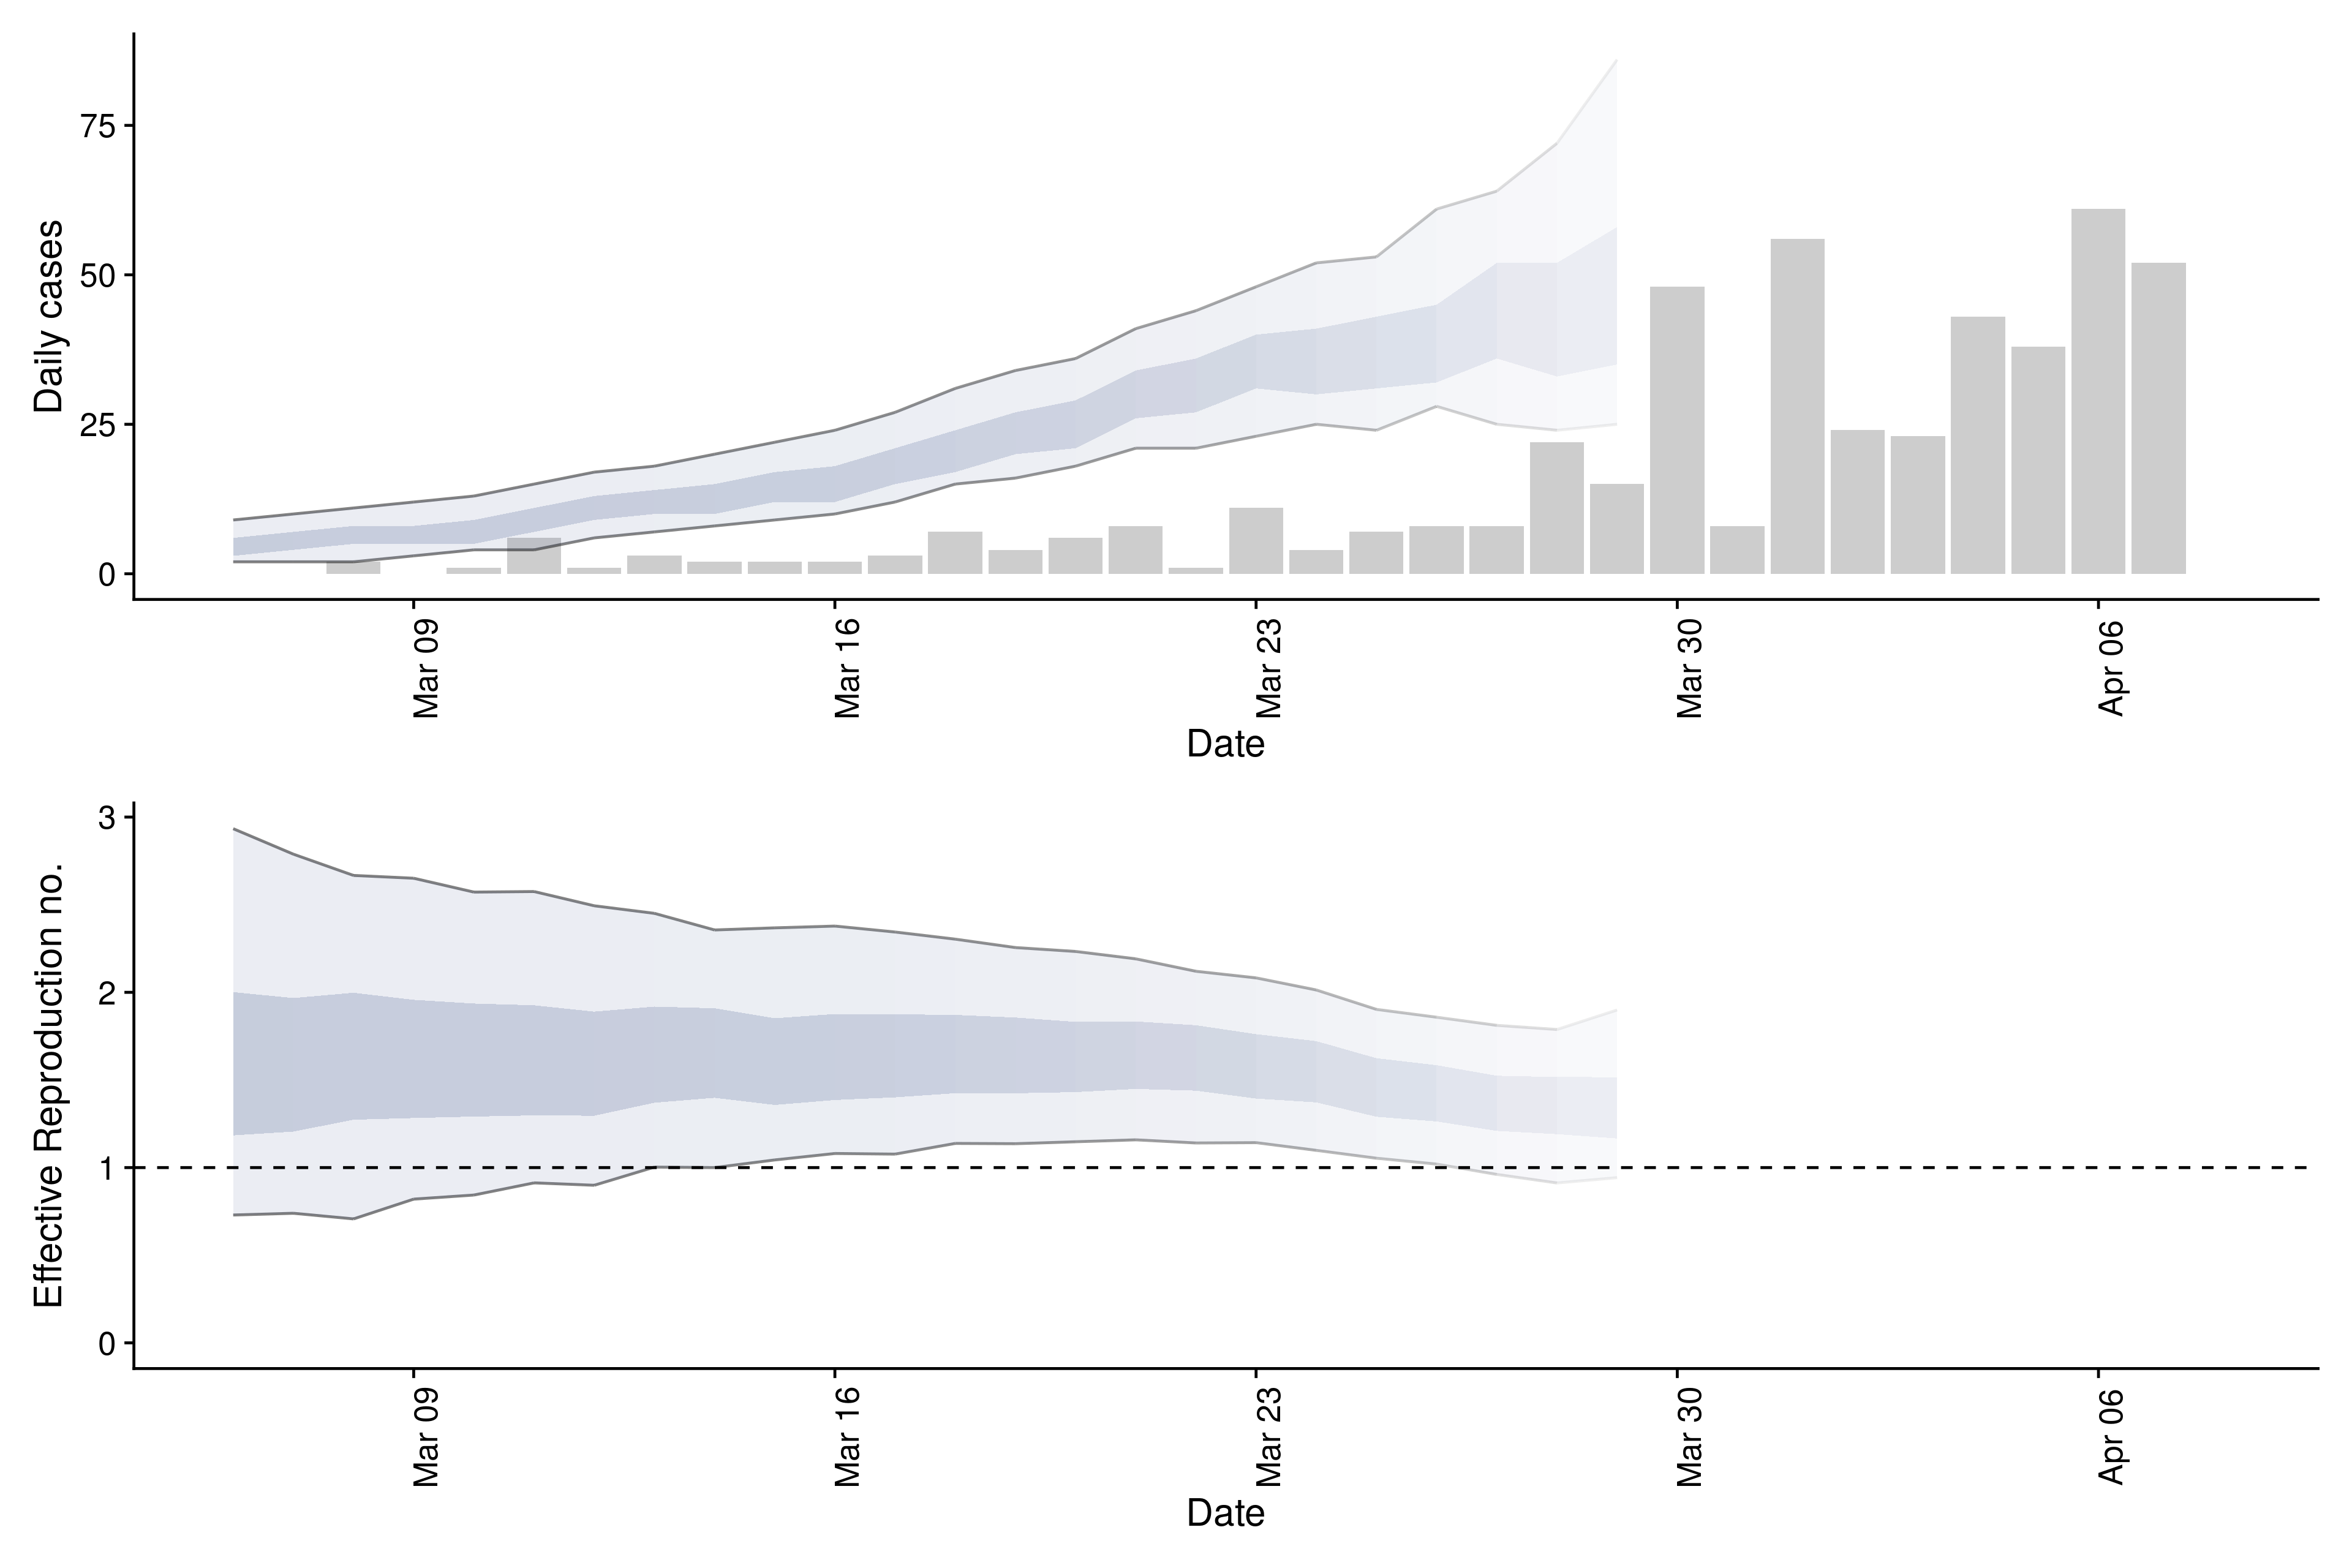 Daily cases
75
50
25
0
Mar 09
Mar 16
Mar 23
Mar 30
Apr 06
Date
Effective Reproduction no.
3
2
1
0
Mar 09
Mar 16
Mar 23
Mar 30
Apr 06
Date